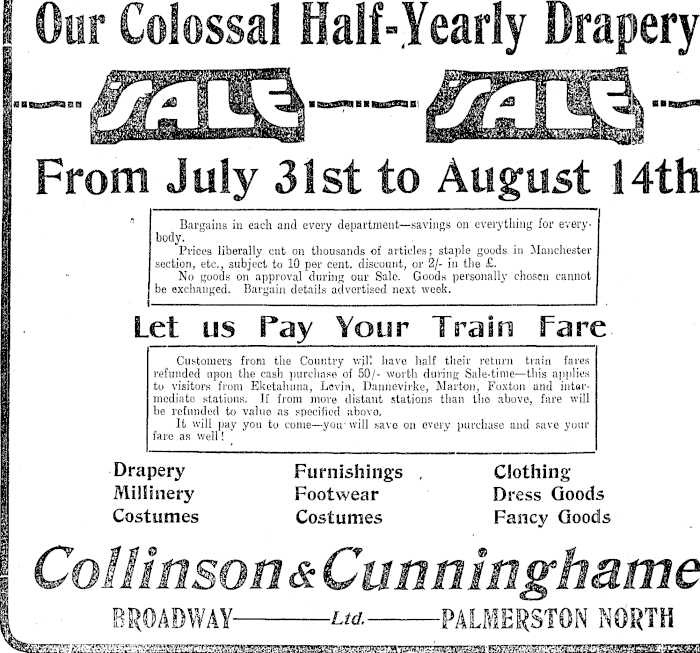 Our Colossal Half-Yearly Drapery
SALE SALE
From July 31st to August 14th
Bargains in each and every department—savings on everything for every-
body.
Prices liberally cut on thousands of articles; staple goods in Manchester
section, etc., subject to 10 per cent. discount, or 2/- in the £.
No goods on approval during our Sale. Goods personally chosen cannot
be exchanged. Bargain details advertised next week.
Let us Pay Your Train Fare
Customers from the Country will have half their return train fares
refunded upon the cash purchase of 50/- worth during Sale-time—this applies
to visitors from Eketahuna, Levin, Dannevirke, Marton, Foxton and inter-
mediate stations. If from more distant stations than the above, fare will
be refunded to value as specified above.
It will pay you to come—you will save on every purchase and save your
fare as well!
Drapery Furnishings Clothing
Millinery Footwear Dress Goods
Costumes Costumes Fancy Goods
Collinson & Cunninghame
BROADWAY—Ltd.—PALMERSTON NORTH